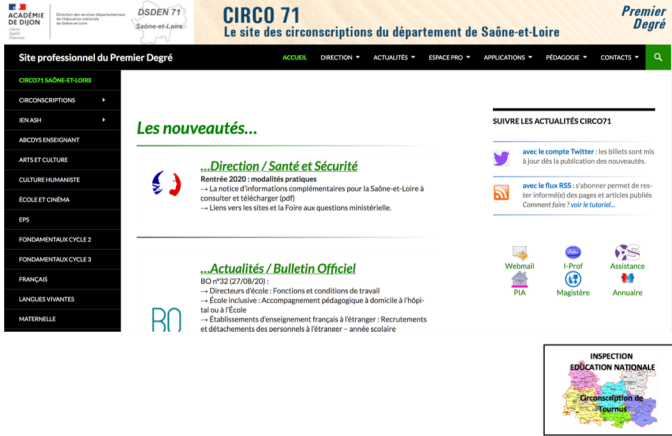 ACADÉMIE
DE DIJON
Liberté
Égalité
Fraternité
Direction des services départementaux
de l'éducation nationale
de Saône-et-Loire
DSDEN 71
Saône-et-Loire
CIRCO 71
Le site des circonscriptions du département de Saône-et-Loire
Premier
Degré
Site professionnel du Premier Degré
ACCUEIL
DIRECTION
ACTUALITÉS
ESPACE PRO
APPLICATIONS
PÉDAGOGIE
CONTACTS
CIRCO71 SAÔNE-ET-LOIRE
CIRCONSCRIPTIONS
IEN ASH
ABCDYS ENSEIGNANT
ARTS ET CULTURE
CULTURE HUMANISTE
ÉCOLE ET CINÉMA
EPS
FONDAMENTAUX CYCLE 2
FONDAMENTAUX CYCLE 3
FRANÇAIS
LANGUES VIVANTES
MATERNELLE
Les nouveautés…
…Direction / Santé et Sécurité
Rentrée 2020 : modalités pratiques
→ La notice d'informations complémentaires pour la Saône-et-Loire à
consulter et télécharger (pdf)
→ Liens vers les sites et la Foire aux questions ministérielle.
…Actualités / Bulletin Officiel
BO n°32 (27/08/20) :
→ Directeurs d'école : Fonctions et conditions de travail
→ École inclusive : Accompagnement pédagogique à domicile à l'hôpi-
tal ou à l'École
→ Établissements d'enseignement français à l'étranger : Recrutements
et détachements des personnels à l'étranger – année scolaire
BO
SUIVRE LES ACTUALITÉS CIRCO71
avec le compte Twitter : les billets sont mis
à jour dès la publication des nouveautés.
avec le flux RSS : s'abonner permet de res-
ter informé(e) des pages et articles publiés
Comment faire ? voir le tutoriel...
Webmail
I-Prof
Assistance
PIA
Magistère
Annuaire
INSPECTION
EDUCATION NATIONALE
Circonscription de
Tournus